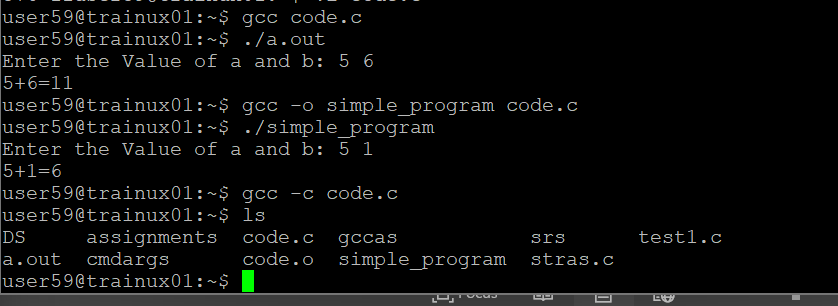 user59@trainux01:~$ gcc code.c
user59@trainux01:~$ ./a.out
Enter the Value of a and b: 5 6
5+6=11
user59@trainux01:~$ gcc -o simple_program code.c
user59@trainux01:~$ ./simple_program
Enter the Value of a and b: 5 1
5+1=6
user59@trainux01:~$ gcc -c code.c
user59@trainux01:~$ ls
DS assignments code.c gccas srs test1.c
a.out cmdargs code.o simple_program stras.c
user59@trainux01:~$
Focus